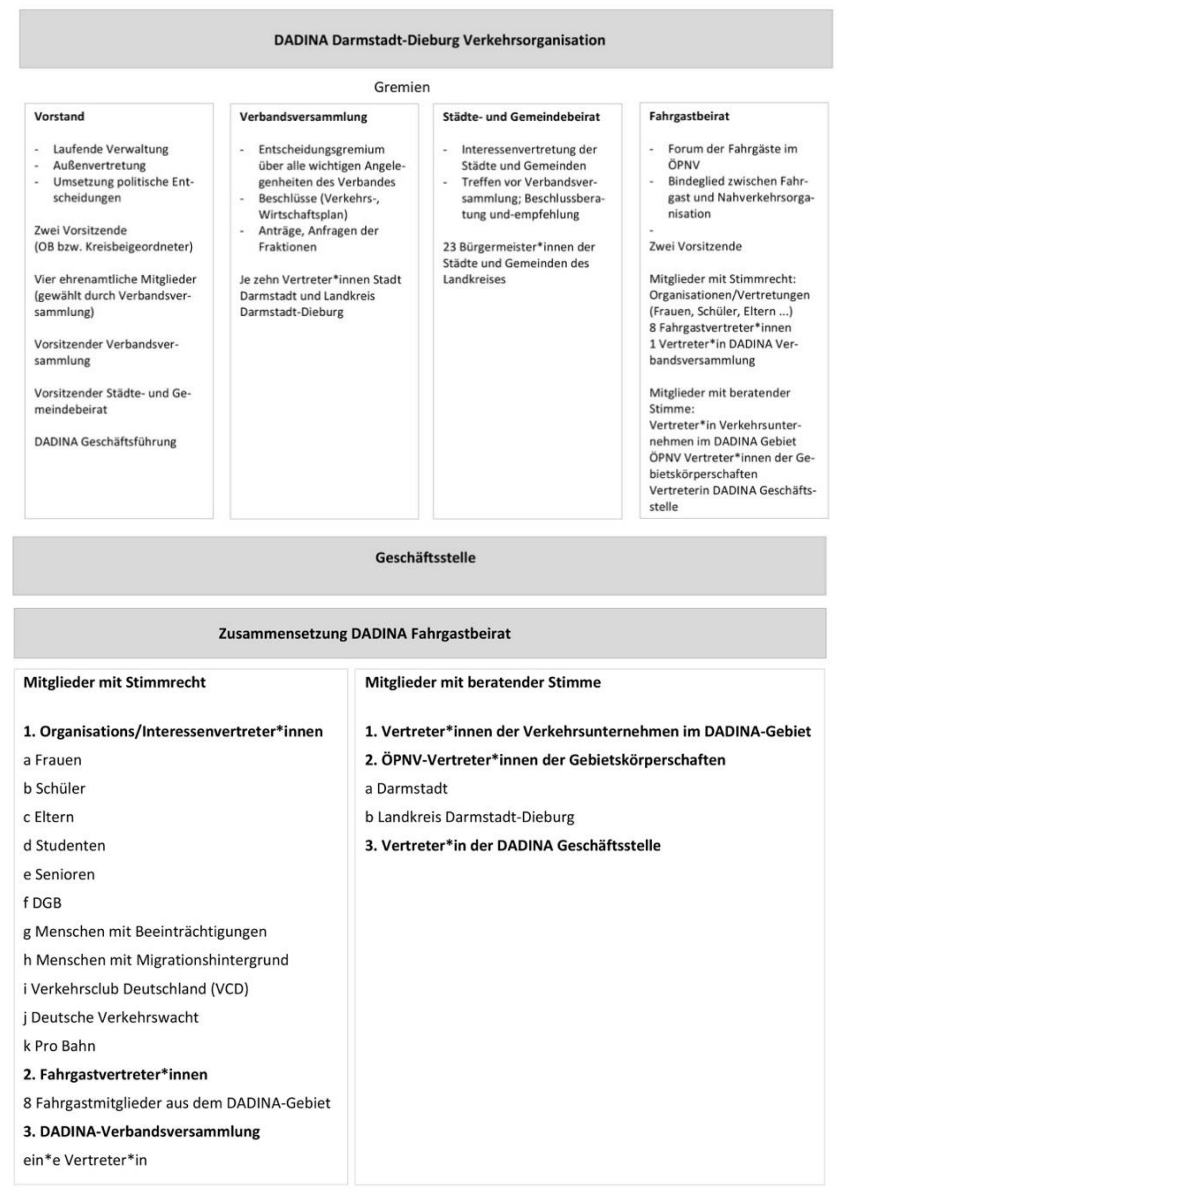 DADINA Darmstadt-Dieburg Verkehrsorganisation
Gremien
Vorstand
- Laufende Verwaltung
- Außenvertretung
- Umsetzung politische Ent-
scheidungen
Zwei Vorsitzende
(OB bzw. Kreisbeigeordneter)
Vier ehrenamtliche Mitglieder
(gewählt durch Verbandsver-
sammlung)
Vorsitzender Verbandsver-
sammlung
Vorsitzender Städte- und Ge-
meindebeirat
DADINA Geschäftsführung
Verbandsversammlung
- Entscheidungsgremium
über alle wichtigen Angele-
genheiten des Verbandes
- Beschlüsse (Verkehrs-,
Wirtschaftsplan)
- Anträge, Anfragen der
Fraktionen
Je zehn Vertreter*innen Stadt
Darmstadt und Landkreis
Darmstadt-Dieburg
Städte- und Gemeindebeirat
- Interessenvertretung der
Städte und Gemeinden
- Treffen vor Verbandsver-
sammlung; Beschlussbera-
tung und-empfehlung
23 Bürgermeister*innen der
Städte und Gemeinden des
Landkreises
Fahrgastbeirat
- Forum der Fahrgäste im
ÖPNV
- Bindeglied zwischen Fahr-
gast und Nahverkehrsorga-
nisation
-
Zwei Vorsitzende
Mitglieder mit Stimmrecht:
Organisationen/Vertretungen
(Frauen, Schüler, Eltern ...)
8 Fahrgastvertreter*innen
1 Vertreter*in DADINA Ver-
bandsversammlung
Mitglieder mit beratender
Stimme:
Vertreter*in Verkehrsunter-
nehmen im DADINA Gebiet
ÖPNV Vertreter*innen der Ge-
bietskörperschaften
Vertreterin DADINA Geschäfts-
stelle
Geschäftsstelle
Zusammensetzung DADINA Fahrgastbeirat
Mitglieder mit Stimmrecht
1. Organisations/Interessenvertreter*innen
a Frauen
b Schüler
c Eltern
d Studenten
e Senioren
f DGB
g Menschen mit Beeinträchtigungen
h Menschen mit Migrationshintergrund
i Verkehrsclub Deutschland (VCD)
j Deutsche Verkehrswacht
k Pro Bahn
2. Fahrgastvertreter*innen
8 Fahrgastmitglieder aus dem DADINA-Gebiet
3. DADINA-Verbandsversammlung
ein*e Vertreter*in
Mitglieder mit beratender Stimme
1. Vertreter*innen der Verkehrsunternehmen im DADINA-Gebiet
2. ÖPNV-Vertreter*innen der Gebietskörperschaften
a Darmstadt
b Landkreis Darmstadt-Dieburg
3. Vertreter*in der DADINA Geschäftsstelle